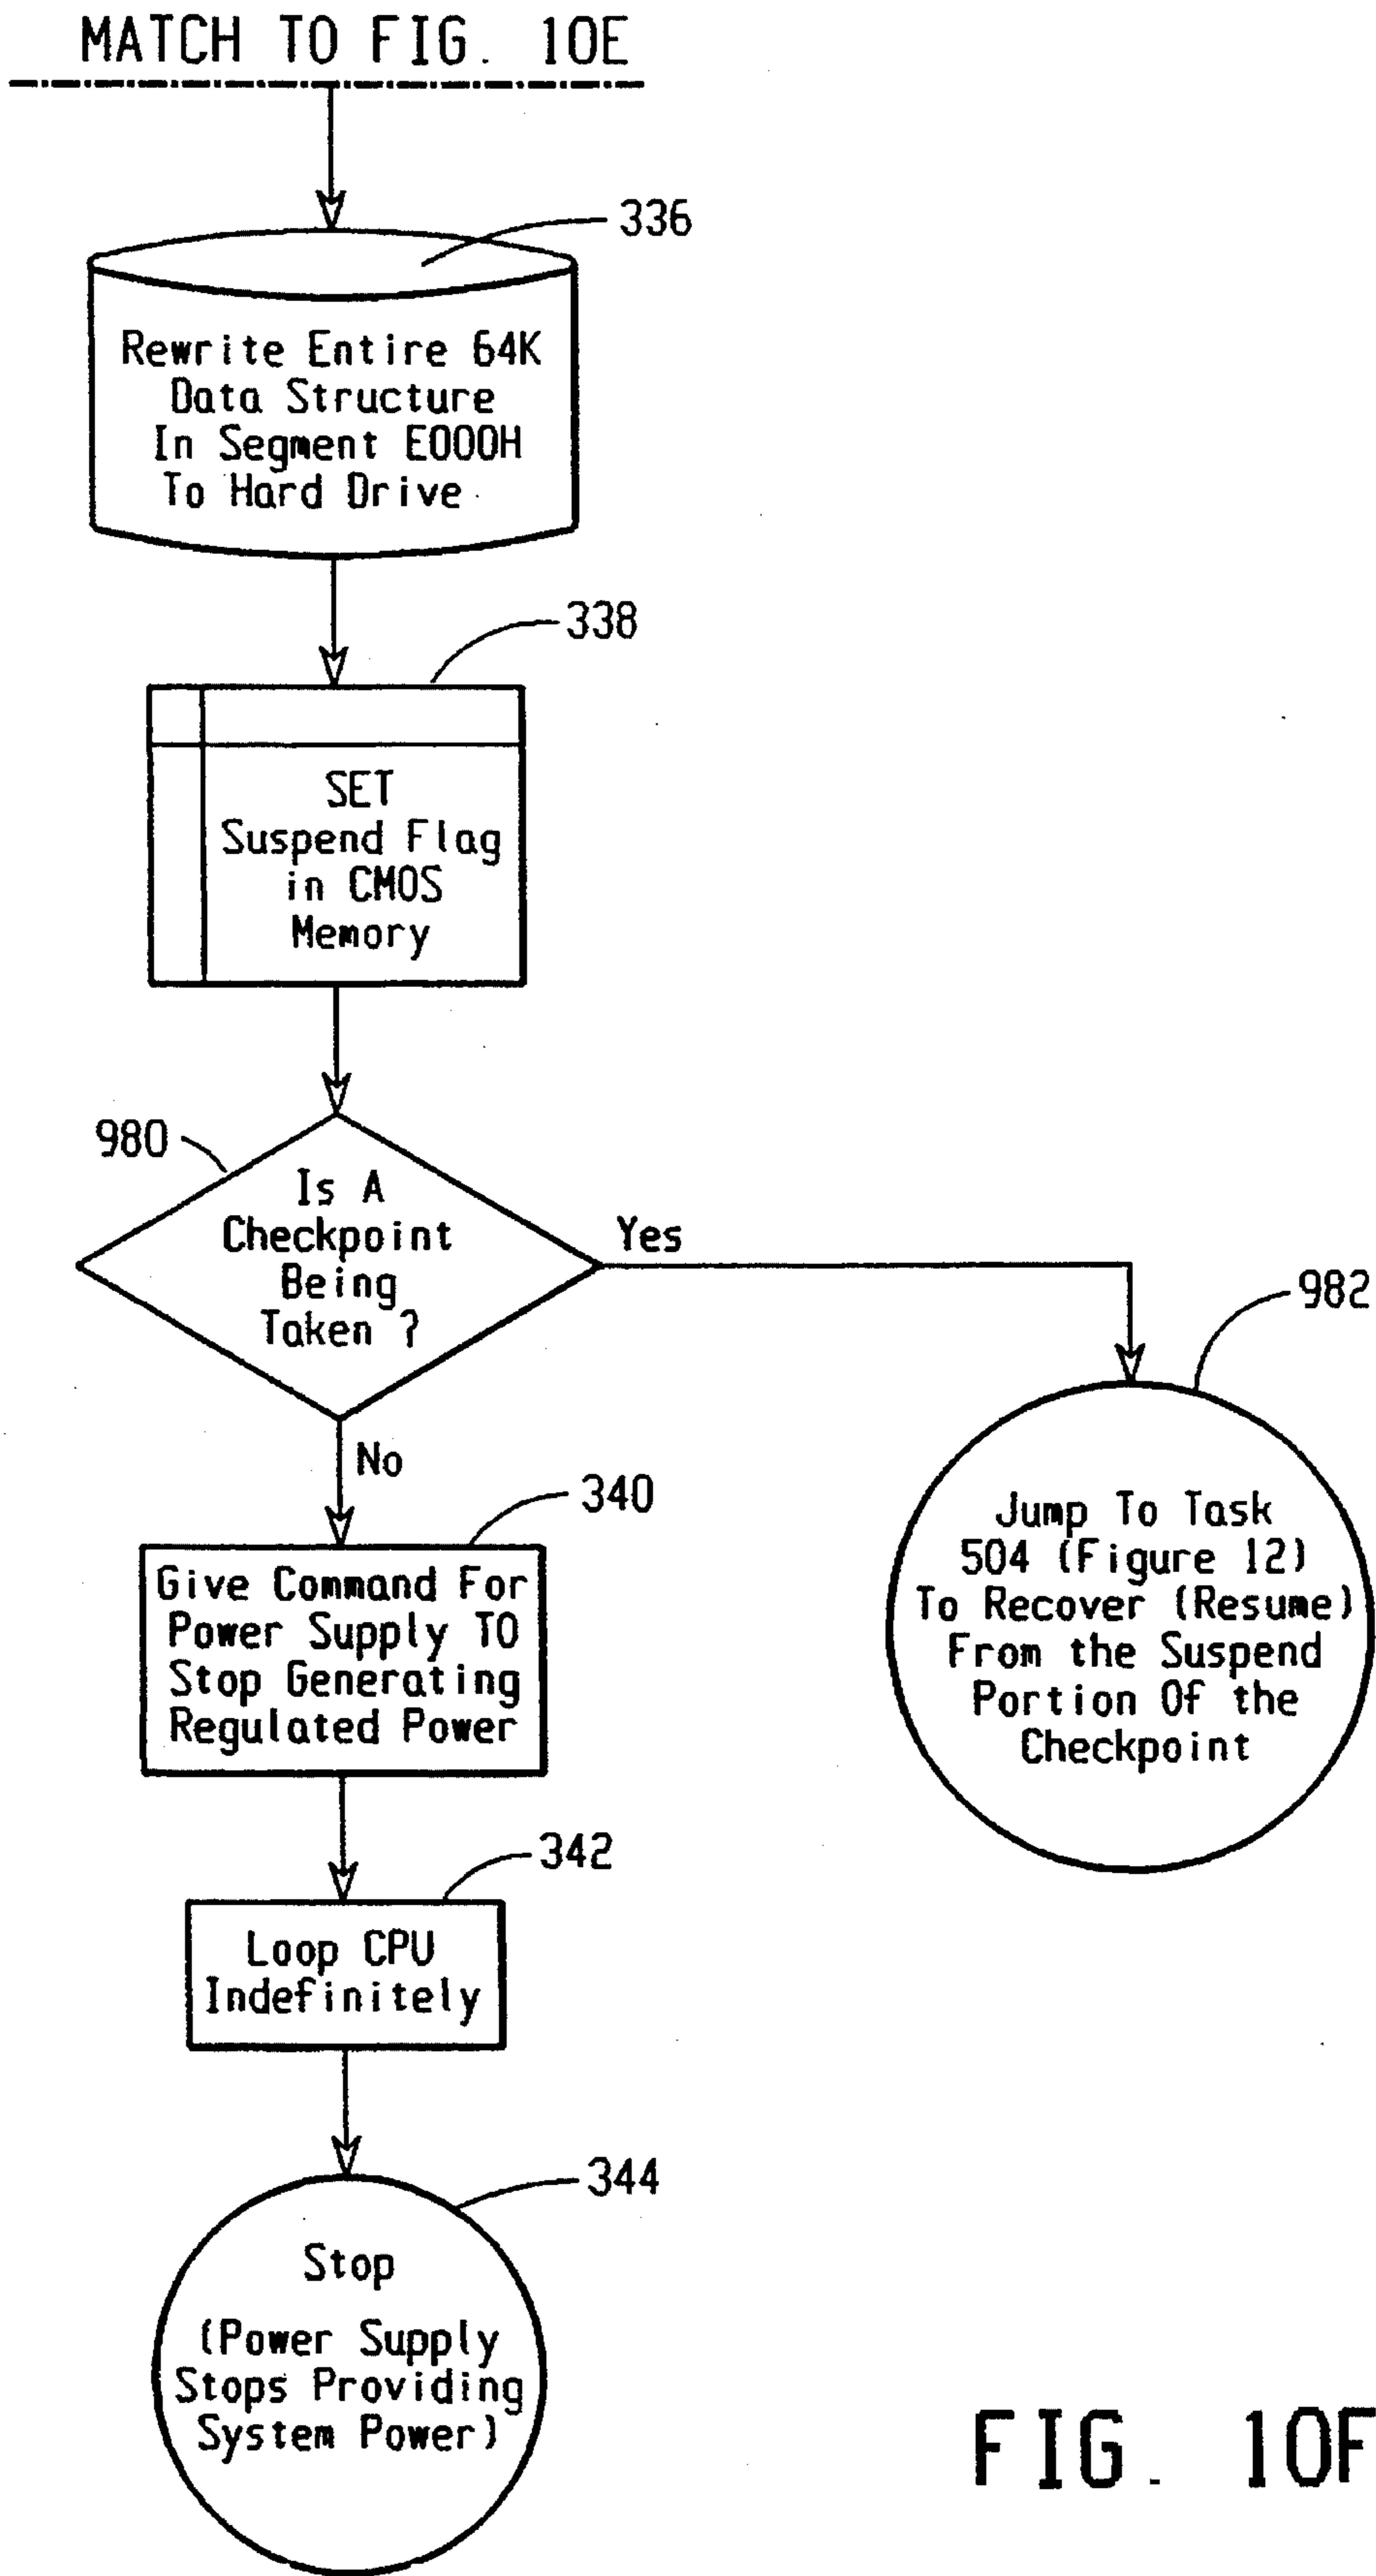 MATCH TO FIG. 10E
336
Rewrite Entire 64K
Data Structure
In Segment E000H
To Hard Drive
338
SET
Suspend Flag
in CMOS
Memory
980
Is A
Checkpoint
Being
Taken ?
Yes
No
982
Jump To Task
504 (Figure 12)
To Recover (Resume)
From the Suspend
Portion Of the
Checkpoint
340
Give Command For
Power Supply TO
Stop Generating
Regulated Power
342
Loop CPU
Indefinitely
344
Stop
(Power Supply
Stops Providing
System Power)
FIG. 10F